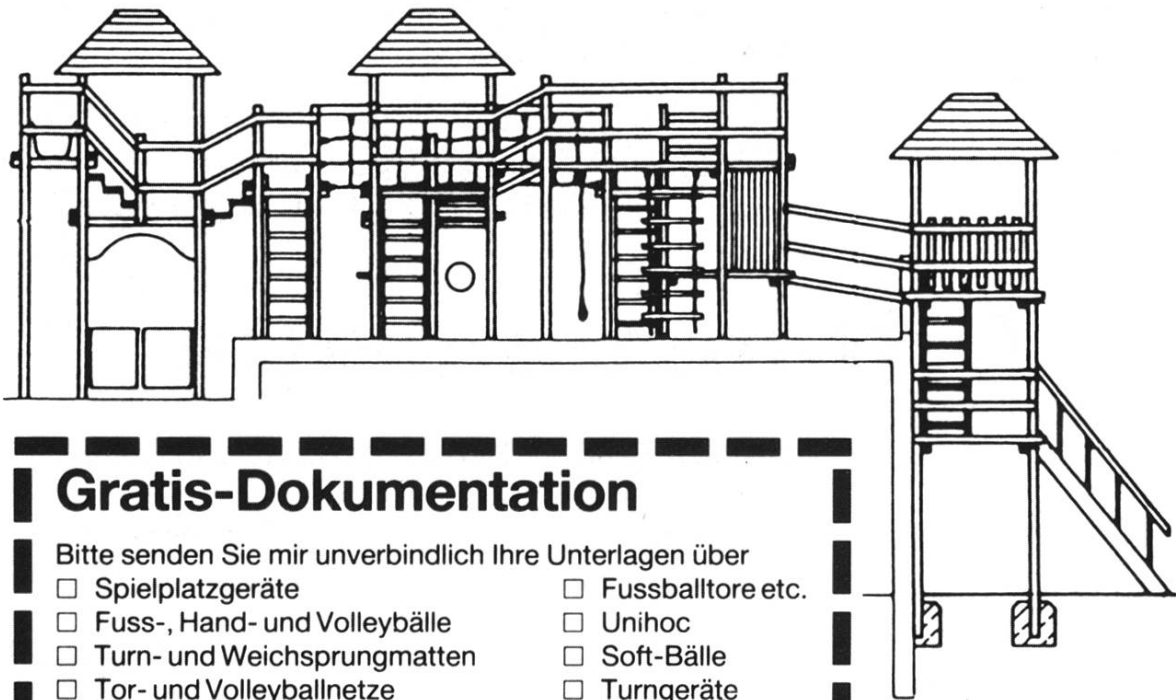 Gratis-Dokumentation
Bitte senden Sie mir unverbindlich Ihre Unterlagen über
☐ Spielplatzgeräte ☐ Fussballtore etc.
☐ Fuss-, Hand- und Volleybälle ☐ Unihoc
☐ Turn- und Weichsprungmatten ☐ Soft-Bälle
☐ Tor- und Volleyballnetze ☐ Turngeräte